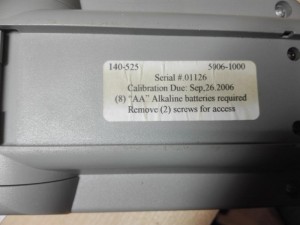 140-525 5906-1000
Serial #.01126
Calibration Due: Sep,26.2006
(8) "AA" Alkaline batteries required
Remove (2) screws for access